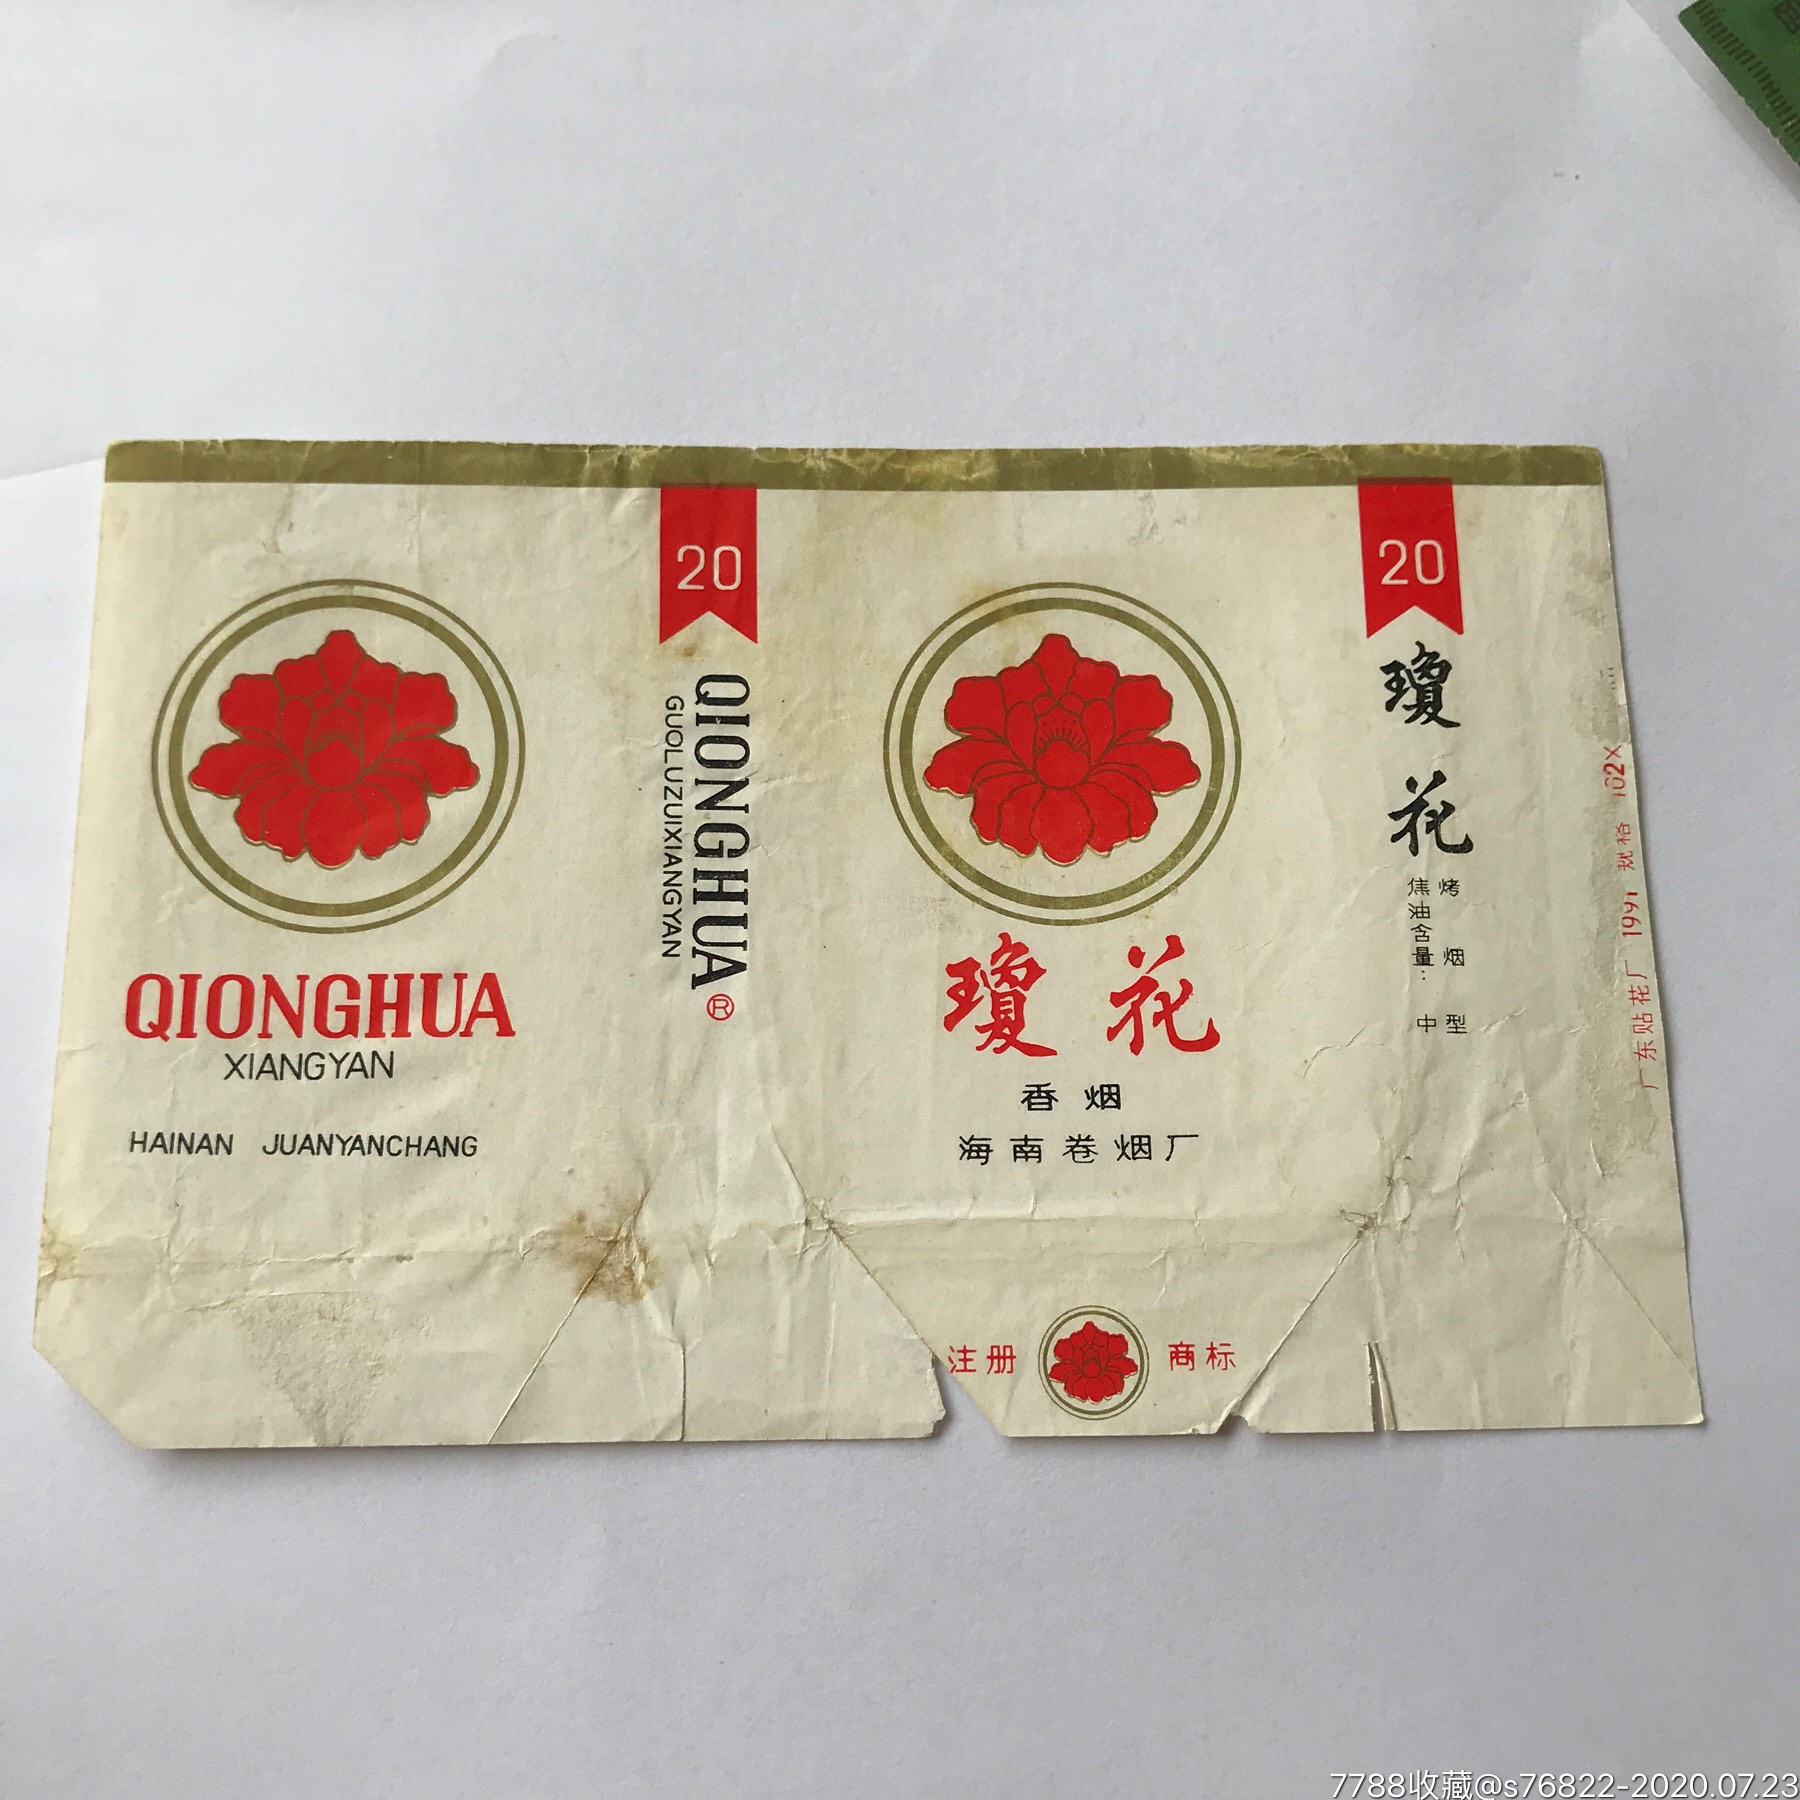 QIONGHUA
XIANGYAN
HAINAN JUANYANCHANG
20
QIONGHUA®
GUOLUZUIXIANGYAN
瓊花
香烟
海南卷烟厂
注册 商标
20
瓊花
烤烟型
焦油含量：中
广东贴花厂 1991 规格 162×
7788收藏@s76822-2020.07.23